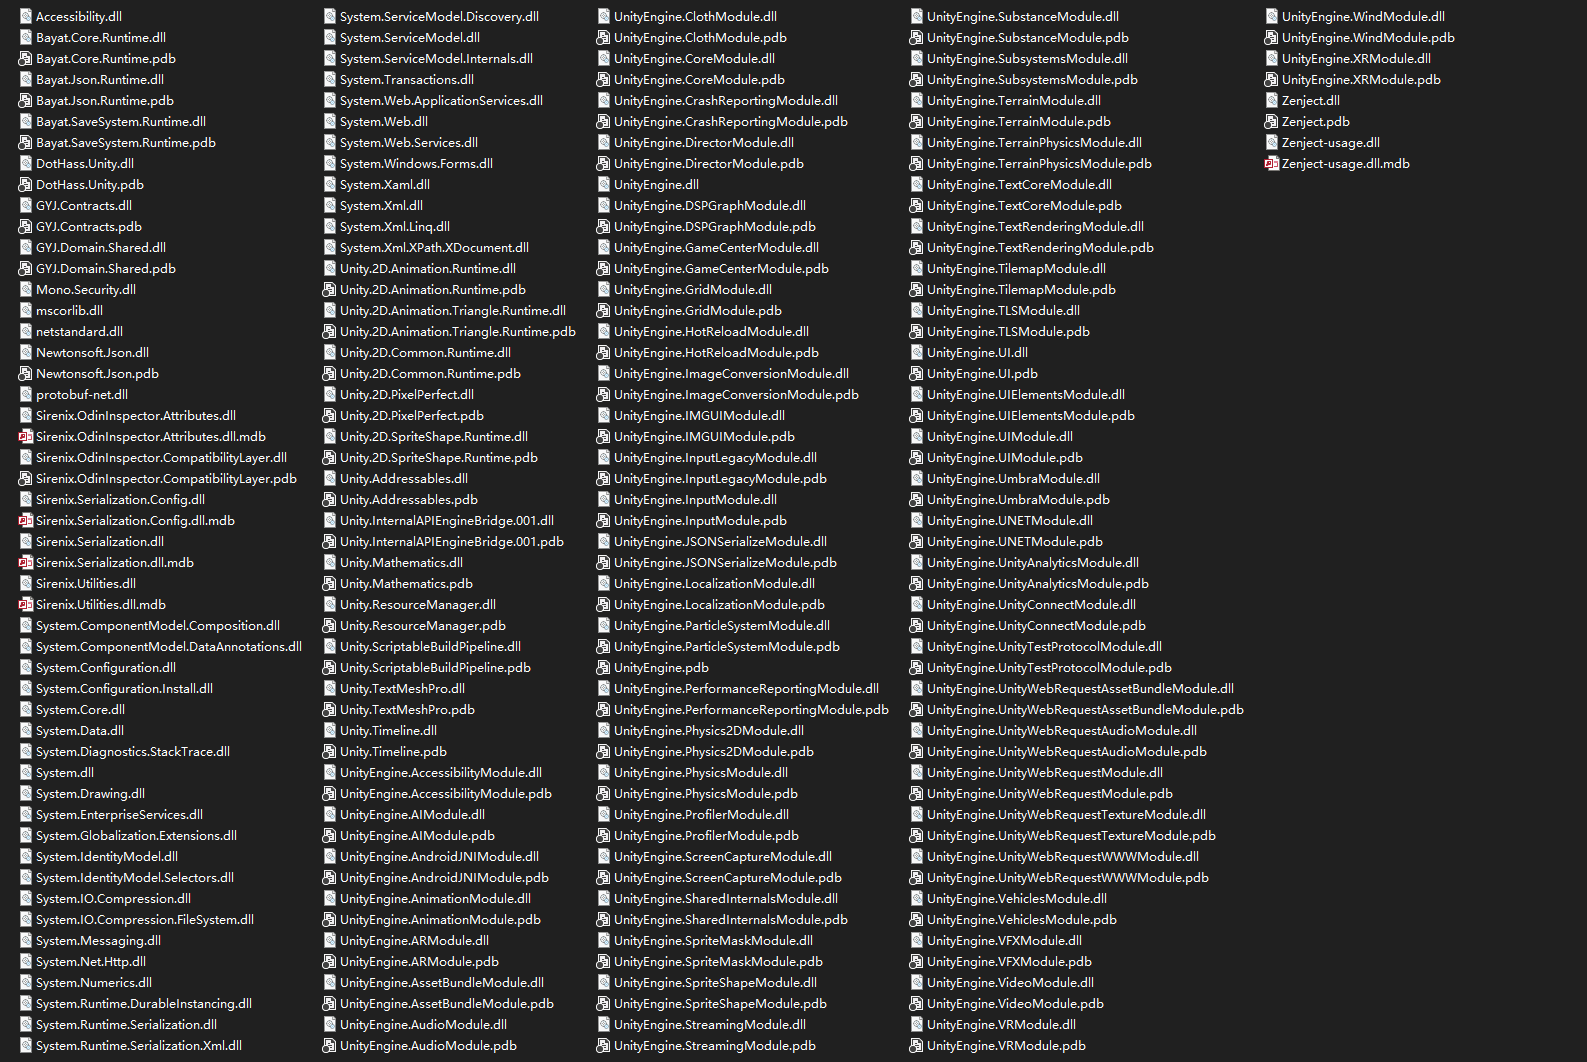 Accessibility.dll
Bayat.Core.Runtime.dll
Bayat.Core.Runtime.pdb
Bayat.Json.Runtime.dll
Bayat.Json.Runtime.pdb
Bayat.SaveSystem.Runtime.dll
Bayat.SaveSystem.Runtime.pdb
DotHass.Unity.dll
DotHass.Unity.pdb
GYJ.Contracts.dll
GYJ.Contracts.pdb
GYJ.Domain.Shared.dll
GYJ.Domain.Shared.pdb
Mono.Security.dll
mscorlib.dll
netstandard.dll
Newtonsoft.Json.dll
Newtonsoft.Json.pdb
protobuf-net.dll
Sirenix.OdinInspector.Attributes.dll
Sirenix.OdinInspector.Attributes.dll.mdb
Sirenix.OdinInspector.CompatibilityLayer.dll
Sirenix.OdinInspector.CompatibilityLayer.pdb
Sirenix.Serialization.Config.dll
Sirenix.Serialization.Config.dll.mdb
Sirenix.Serialization.dll
Sirenix.Serialization.dll.mdb
Sirenix.Utilities.dll
Sirenix.Utilities.dll.mdb
System.ComponentModel.Composition.dll
System.ComponentModel.DataAnnotations.dll
System.Configuration.dll
System.Configuration.Install.dll
System.Core.dll
System.Data.dll
System.Diagnostics.StackTrace.dll
System.dll
System.Drawing.dll
System.EnterpriseServices.dll
System.Globalization.Extensions.dll
System.IdentityModel.dll
System.IdentityModel.Selectors.dll
System.IO.Compression.dll
System.IO.Compression.FileSystem.dll
System.Messaging.dll
System.Net.Http.dll
System.Numerics.dll
System.Runtime.DurableInstancing.dll
System.Runtime.Serialization.dll
System.Runtime.Serialization.Xml.dll
System.ServiceModel.Discovery.dll
System.ServiceModel.dll
System.ServiceModel.Internals.dll
System.Transactions.dll
System.Web.ApplicationServices.dll
System.Web.dll
System.Web.Services.dll
System.Windows.Forms.dll
System.Xaml.dll
System.Xml.dll
System.Xml.Linq.dll
System.Xml.XPath.XDocument.dll
Unity.2D.Animation.Runtime.dll
Unity.2D.Animation.Runtime.pdb
Unity.2D.Animation.Triangle.Runtime.dll
Unity.2D.Animation.Triangle.Runtime.pdb
Unity.2D.Common.Runtime.dll
Unity.2D.Common.Runtime.pdb
Unity.2D.PixelPerfect.dll
Unity.2D.PixelPerfect.pdb
Unity.2D.SpriteShape.Runtime.dll
Unity.2D.SpriteShape.Runtime.pdb
Unity.Addressables.dll
Unity.Addressables.pdb
Unity.InternalAPIEngineBridge.001.dll
Unity.InternalAPIEngineBridge.001.pdb
Unity.Mathematics.dll
Unity.Mathematics.pdb
Unity.ResourceManager.dll
Unity.ResourceManager.pdb
Unity.ScriptableBuildPipeline.dll
Unity.ScriptableBuildPipeline.pdb
Unity.TextMeshPro.dll
Unity.TextMeshPro.pdb
Unity.Timeline.dll
Unity.Timeline.pdb
UnityEngine.AccessibilityModule.dll
UnityEngine.AccessibilityModule.pdb
UnityEngine.AIModule.dll
UnityEngine.AIModule.pdb
UnityEngine.AndroidJNIModule.dll
UnityEngine.AndroidJNIModule.pdb
UnityEngine.AnimationModule.dll
UnityEngine.AnimationModule.pdb
UnityEngine.ARModule.dll
UnityEngine.ARModule.pdb
UnityEngine.AssetBundleModule.dll
UnityEngine.AssetBundleModule.pdb
UnityEngine.AudioModule.dll
UnityEngine.AudioModule.pdb
UnityEngine.ClothModule.dll
UnityEngine.ClothModule.pdb
UnityEngine.CoreModule.dll
UnityEngine.CoreModule.pdb
UnityEngine.CrashReportingModule.dll
UnityEngine.CrashReportingModule.pdb
UnityEngine.DirectorModule.dll
UnityEngine.DirectorModule.pdb
UnityEngine.dll
UnityEngine.DSPGraphModule.dll
UnityEngine.DSPGraphModule.pdb
UnityEngine.GameCenterModule.dll
UnityEngine.GameCenterModule.pdb
UnityEngine.GridModule.dll
UnityEngine.GridModule.pdb
UnityEngine.HotReloadModule.dll
UnityEngine.HotReloadModule.pdb
UnityEngine.ImageConversionModule.dll
UnityEngine.ImageConversionModule.pdb
UnityEngine.IMGUIModule.dll
UnityEngine.IMGUIModule.pdb
UnityEngine.InputLegacyModule.dll
UnityEngine.InputLegacyModule.pdb
UnityEngine.InputModule.dll
UnityEngine.InputModule.pdb
UnityEngine.JSONSerializeModule.dll
UnityEngine.JSONSerializeModule.pdb
UnityEngine.LocalizationModule.dll
UnityEngine.LocalizationModule.pdb
UnityEngine.ParticleSystemModule.dll
UnityEngine.ParticleSystemModule.pdb
UnityEngine.pdb
UnityEngine.PerformanceReportingModule.dll
UnityEngine.PerformanceReportingModule.pdb
UnityEngine.Physics2DModule.dll
UnityEngine.Physics2DModule.pdb
UnityEngine.PhysicsModule.dll
UnityEngine.PhysicsModule.pdb
UnityEngine.ProfilerModule.dll
UnityEngine.ProfilerModule.pdb
UnityEngine.ScreenCaptureModule.dll
UnityEngine.ScreenCaptureModule.pdb
UnityEngine.SharedInternalsModule.dll
UnityEngine.SharedInternalsModule.pdb
UnityEngine.SpriteMaskModule.dll
UnityEngine.SpriteMaskModule.pdb
UnityEngine.SpriteShapeModule.dll
UnityEngine.SpriteShapeModule.pdb
UnityEngine.StreamingModule.dll
UnityEngine.StreamingModule.pdb
UnityEngine.SubstanceModule.dll
UnityEngine.SubstanceModule.pdb
UnityEngine.SubsystemsModule.dll
UnityEngine.SubsystemsModule.pdb
UnityEngine.TerrainModule.dll
UnityEngine.TerrainModule.pdb
UnityEngine.TerrainPhysicsModule.dll
UnityEngine.TerrainPhysicsModule.pdb
UnityEngine.TextCoreModule.dll
UnityEngine.TextCoreModule.pdb
UnityEngine.TextRenderingModule.dll
UnityEngine.TextRenderingModule.pdb
UnityEngine.TilemapModule.dll
UnityEngine.TilemapModule.pdb
UnityEngine.TLSModule.dll
UnityEngine.TLSModule.pdb
UnityEngine.UI.dll
UnityEngine.UI.pdb
UnityEngine.UIElementsModule.dll
UnityEngine.UIElementsModule.pdb
UnityEngine.UIModule.dll
UnityEngine.UIModule.pdb
UnityEngine.UmbraModule.dll
UnityEngine.UmbraModule.pdb
UnityEngine.UNETModule.dll
UnityEngine.UNETModule.pdb
UnityEngine.UnityAnalyticsModule.dll
UnityEngine.UnityAnalyticsModule.pdb
UnityEngine.UnityConnectModule.dll
UnityEngine.UnityConnectModule.pdb
UnityEngine.UnityTestProtocolModule.dll
UnityEngine.UnityTestProtocolModule.pdb
UnityEngine.UnityWebRequestAssetBundleModule.dll
UnityEngine.UnityWebRequestAssetBundleModule.pdb
UnityEngine.UnityWebRequestAudioModule.dll
UnityEngine.UnityWebRequestAudioModule.pdb
UnityEngine.UnityWebRequestModule.dll
UnityEngine.UnityWebRequestModule.pdb
UnityEngine.UnityWebRequestTextureModule.dll
UnityEngine.UnityWebRequestTextureModule.pdb
UnityEngine.UnityWebRequestWWWModule.dll
UnityEngine.UnityWebRequestWWWModule.pdb
UnityEngine.VehiclesModule.dll
UnityEngine.VehiclesModule.pdb
UnityEngine.VFXModule.dll
UnityEngine.VFXModule.pdb
UnityEngine.VideoModule.dll
UnityEngine.VideoModule.pdb
UnityEngine.VRModule.dll
UnityEngine.VRModule.pdb
UnityEngine.WindModule.dll
UnityEngine.WindModule.pdb
UnityEngine.XRModule.dll
UnityEngine.XRModule.pdb
Zenject.dll
Zenject.pdb
Zenject-usage.dll
Zenject-usage.dll.mdb